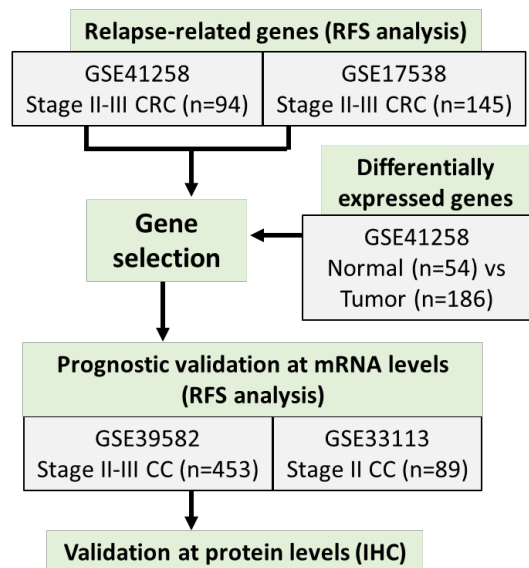 Relapse-related genes (RFS analysis)
GSE41258
Stage II-III CRC (n=94)
GSE17538
Stage II-III CRC (n=145)
Differentially
expressed genes
GSE41258
Normal (n=54) vs
Tumor (n=186)
Gene
selection
Prognostic validation at mRNA levels
(RFS analysis)
GSE39582
Stage II-III CC (n=453)
GSE33113
Stage II CC (n=89)
Validation at protein levels (IHC)